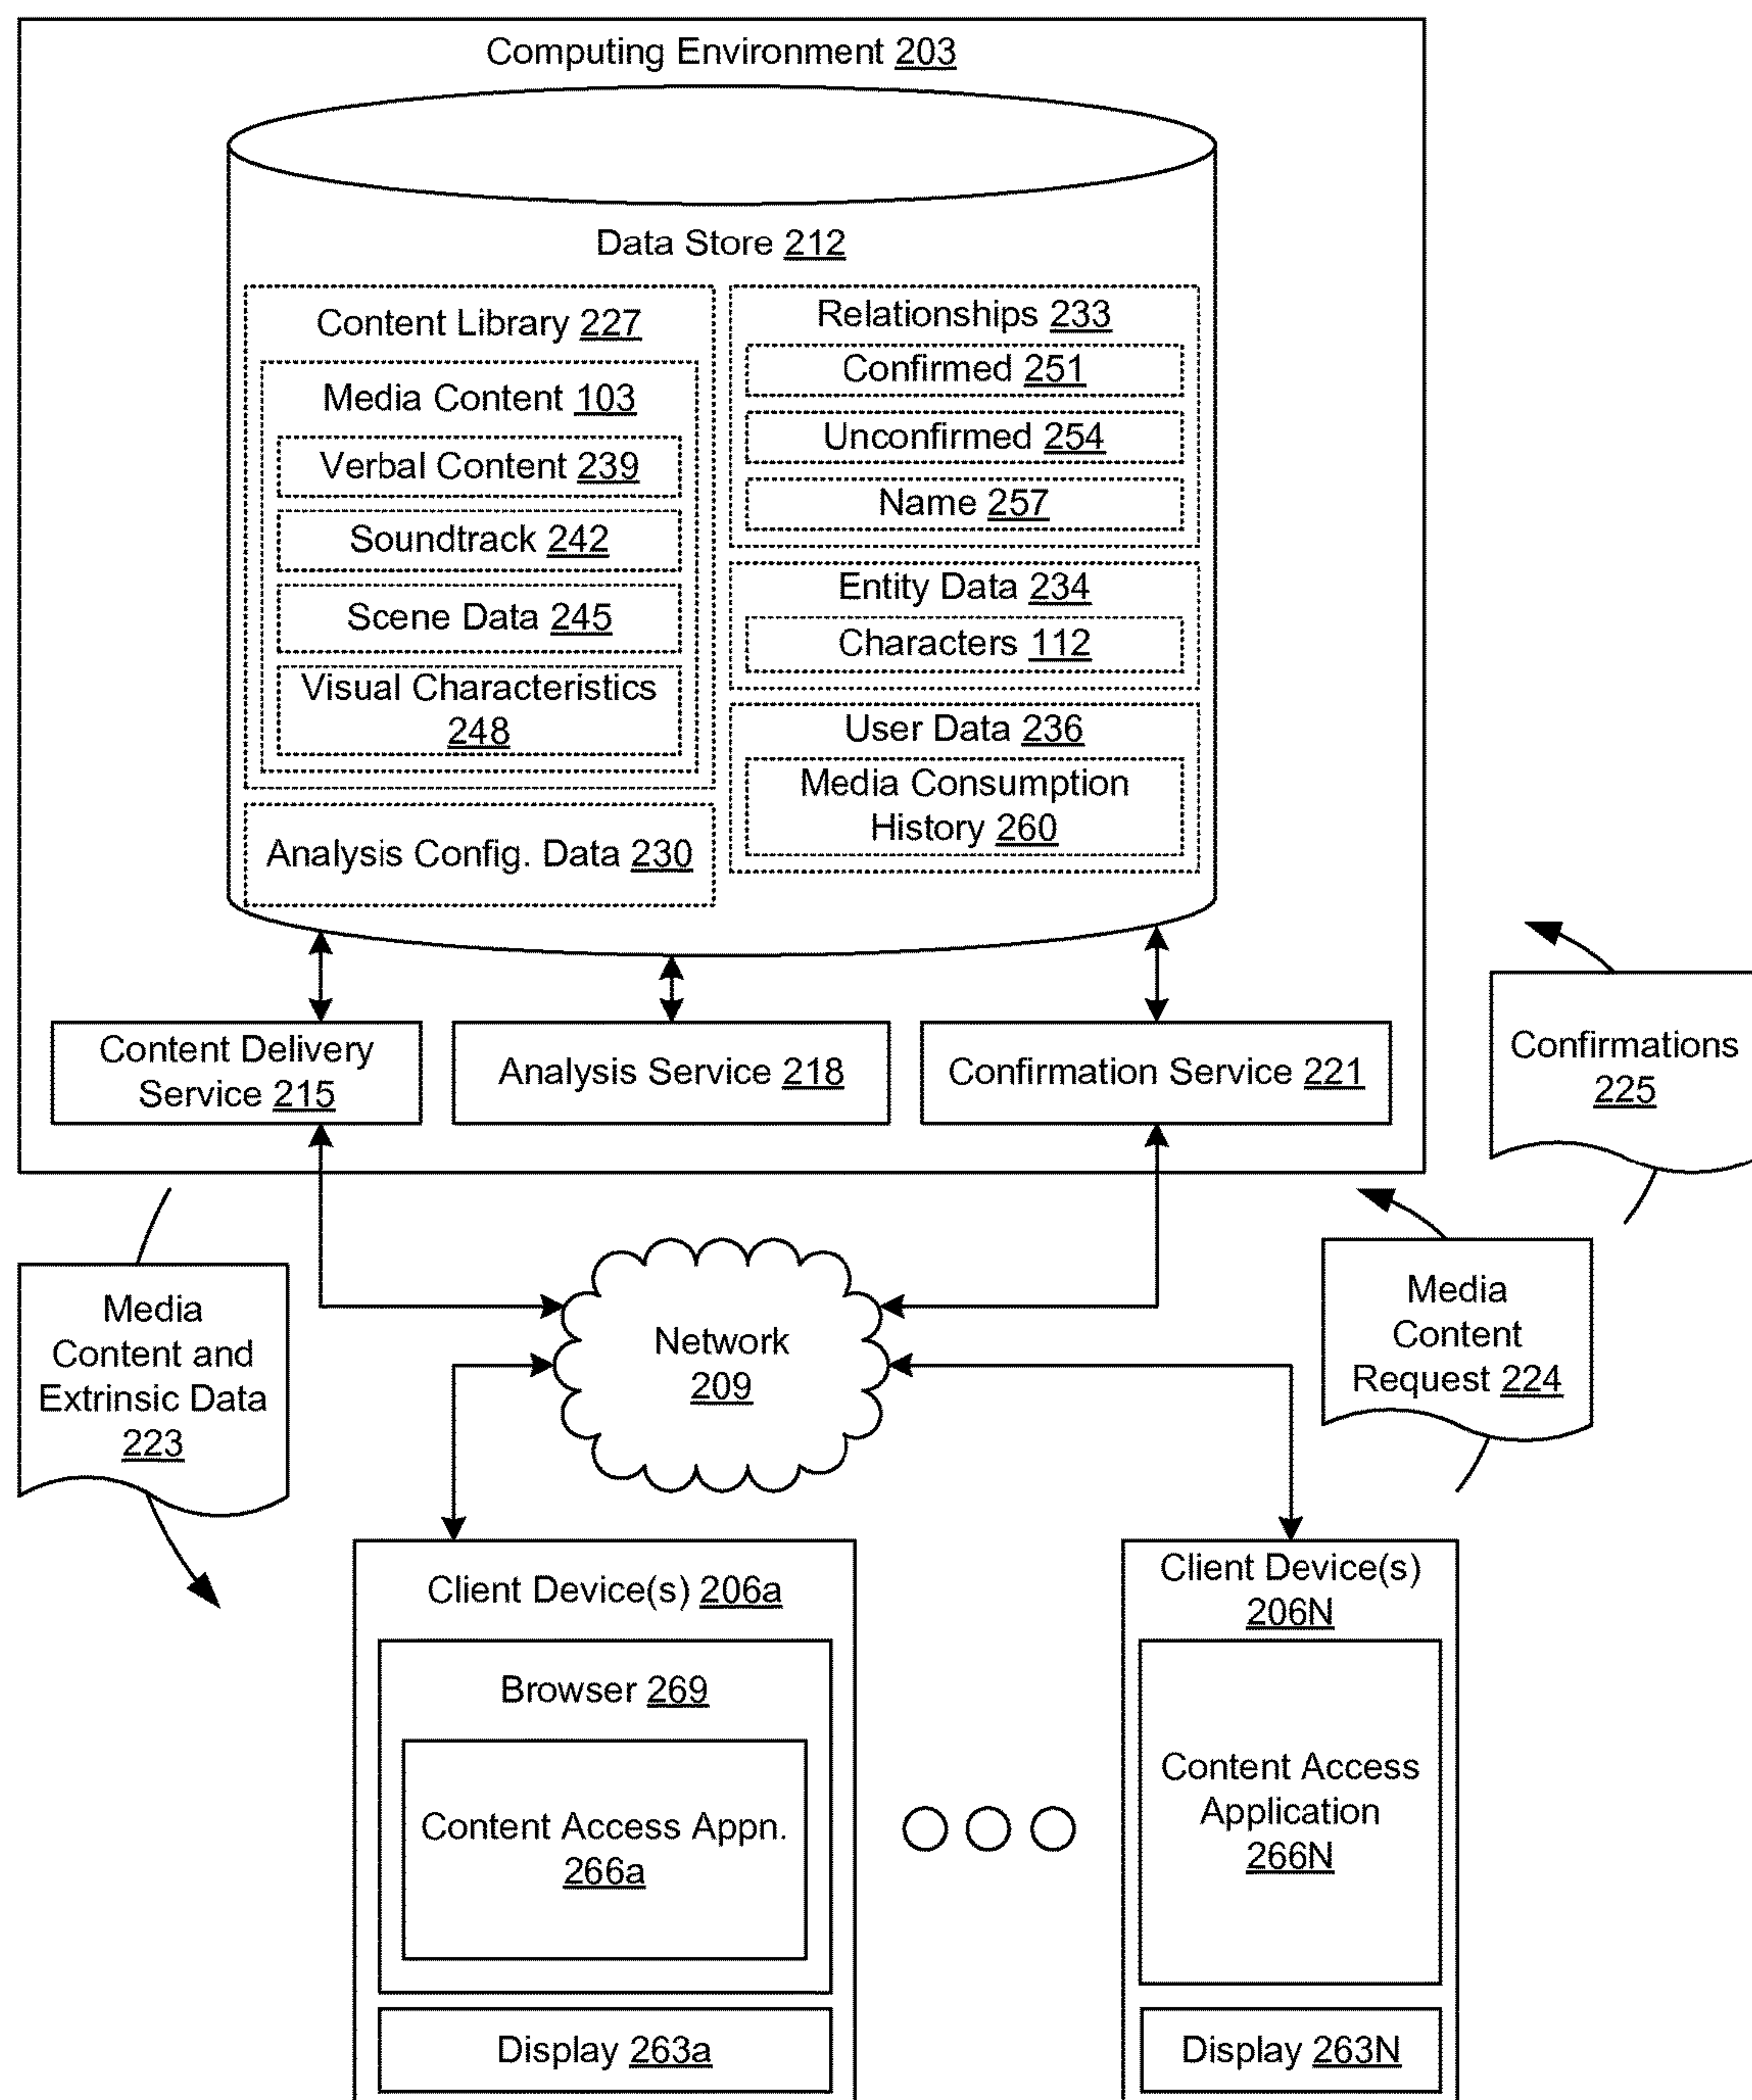 Computing Environment 203
Data Store 212
Content Library 227
Media Content 103
Verbal Content 239
Soundtrack 242
Scene Data 245
Visual Characteristics
248
Analysis Config. Data 230
Relationships 233
Confirmed 251
Unconfirmed 254
Name 257
Entity Data 234
Characters 112
User Data 236
Media Consumption
History 260
Content Delivery
Service 215
Analysis Service 218
Confirmation Service 221
Confirmations
225
Media
Content and
Extrinsic Data
223
Network
209
Media
Content
Request 224
Client Device(s) 206a
Browser 269
Content Access Appn.
266a
Display 263a
Client Device(s)
206N
Content Access
Application
266N
Display 263N